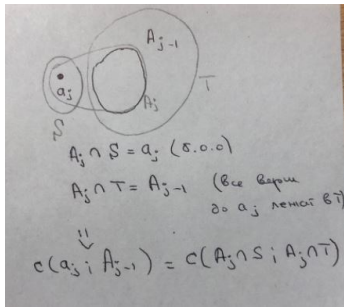 A_{j-1}
a_j
T
A_j
S
A_j ∩ S = a_j (б.о.о)
A_j ∩ T = A_{j-1} (все верш
до a_j лежат в T)
⇓
c(a_j ; A_{j-1}) = c(A_j ∩ S ; A_j ∩ T)